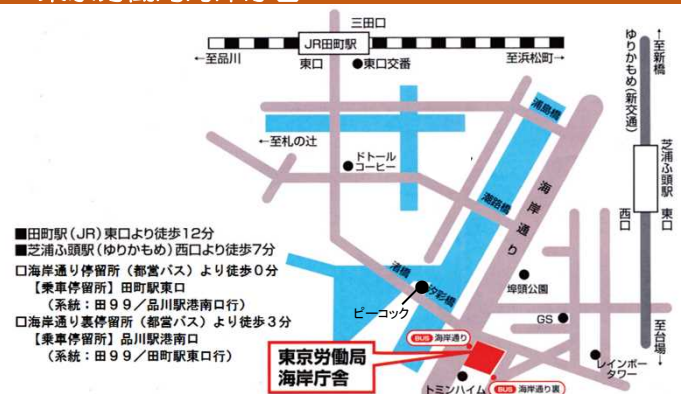 三田口
JR田町駅
←至品川
東口
●東口交番
至浜松町→
←至札の辻
ドトール
コーヒー
浦島橋
潮路橋
海岸通り
渚橋
夕彩橋
ピーコック
埠頭公園
GS
レインボー
タワー
トミンハイム
BUS 海岸通り
BUS 海岸通り裏
東京労働局
海岸庁舎
ゆりかもめ(新交通)
←至新橋
芝浦ふ頭駅
西口
東口
至台場→
■田町駅(JR)東口より徒歩12分
■芝浦ふ頭駅(ゆりかもめ)西口より徒歩7分
□海岸通り停留所(都営バス)より徒歩0分
【乗車停留所】田町駅東口
(系統:田99/品川駅港南口行)
□海岸通り裏停留所(都営バス)より徒歩3分
【乗車停留所】品川駅港南口
(系統:田99/田町駅東口行)